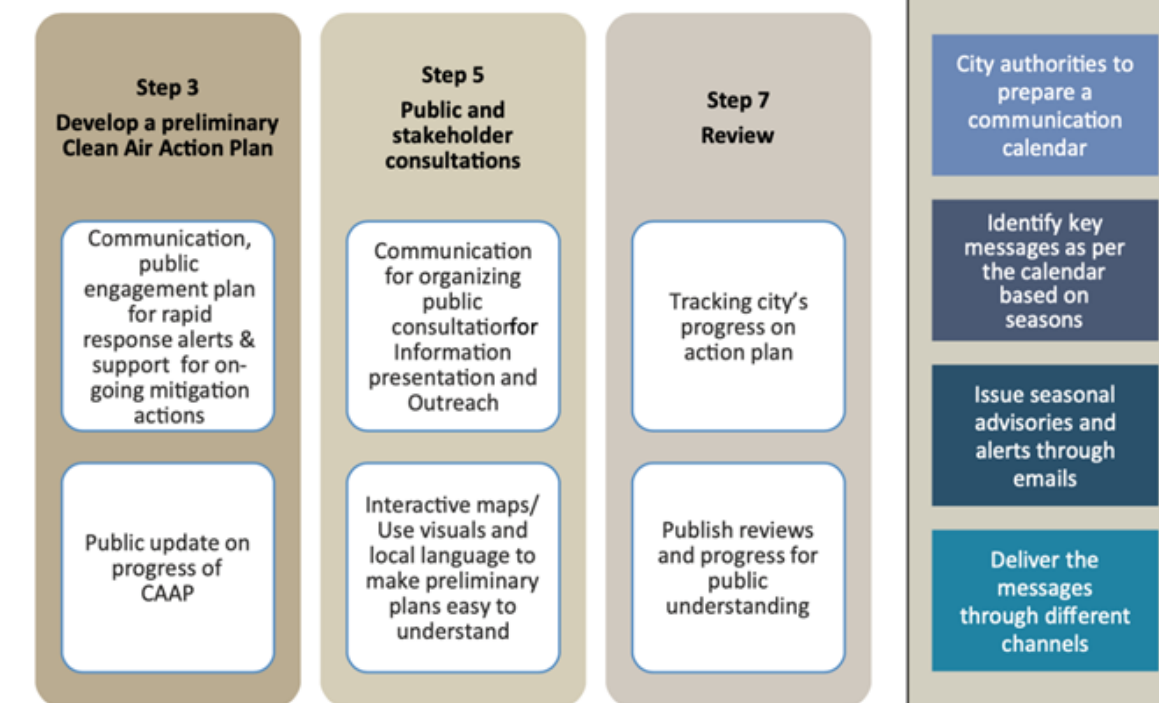 Step 3
Develop a preliminary
Clean Air Action Plan
Communication,
public
engagement plan
for rapid
response alerts &
support for on-
going mitigation
actions
Public update on
progress of
CAAP
Step 5
Public and
stakeholder
consultations
Communication
for organizing
public
consultatiorfor
Information
presentation and
Outreach
Interactive maps/
Use visuals and
local language to
make preliminary
plans easy to
understand
Step 7
Review
Tracking city's
progress on
action plan
Publish reviews
and progress for
public
understanding
City authorities to
prepare a
communication
calendar
Identify key
messages as per
the calendar
based on
seasons
Issue seasonal
advisories and
alerts through
emails
Deliver the
messages
through different
channels